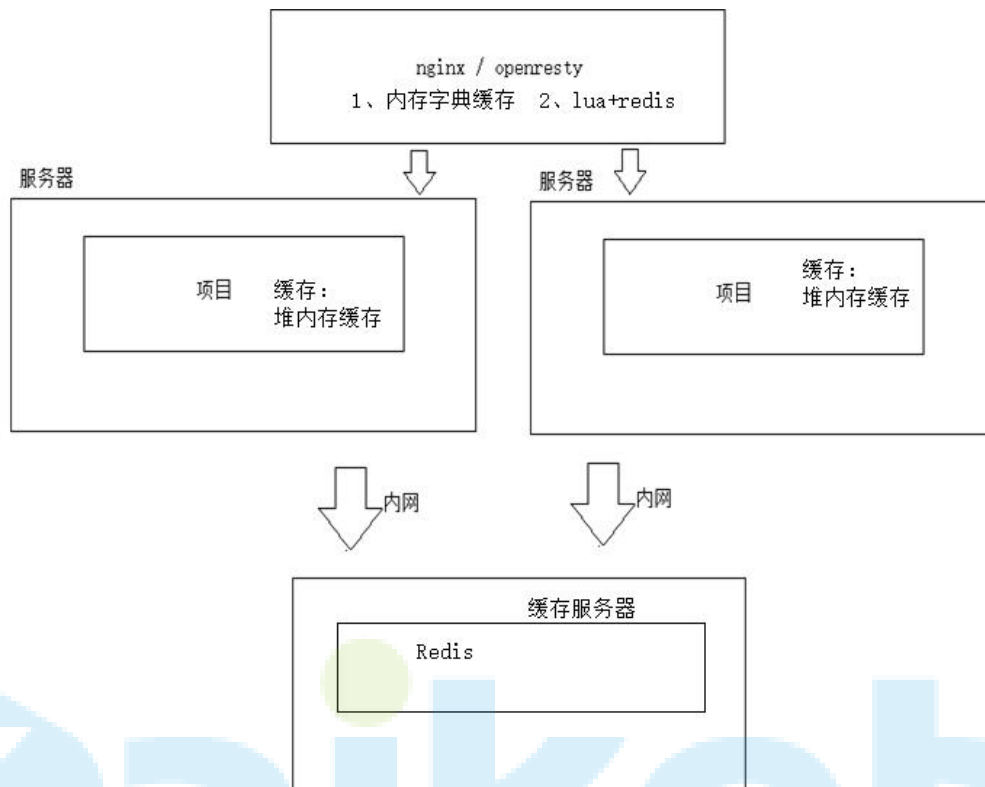 nginx / openresty
1、内存字典缓存 2、lua+redis
服务器
服务器
项目
缓存：
堆内存缓存
项目
缓存：
堆内存缓存
内网
内网
缓存服务器
Redis